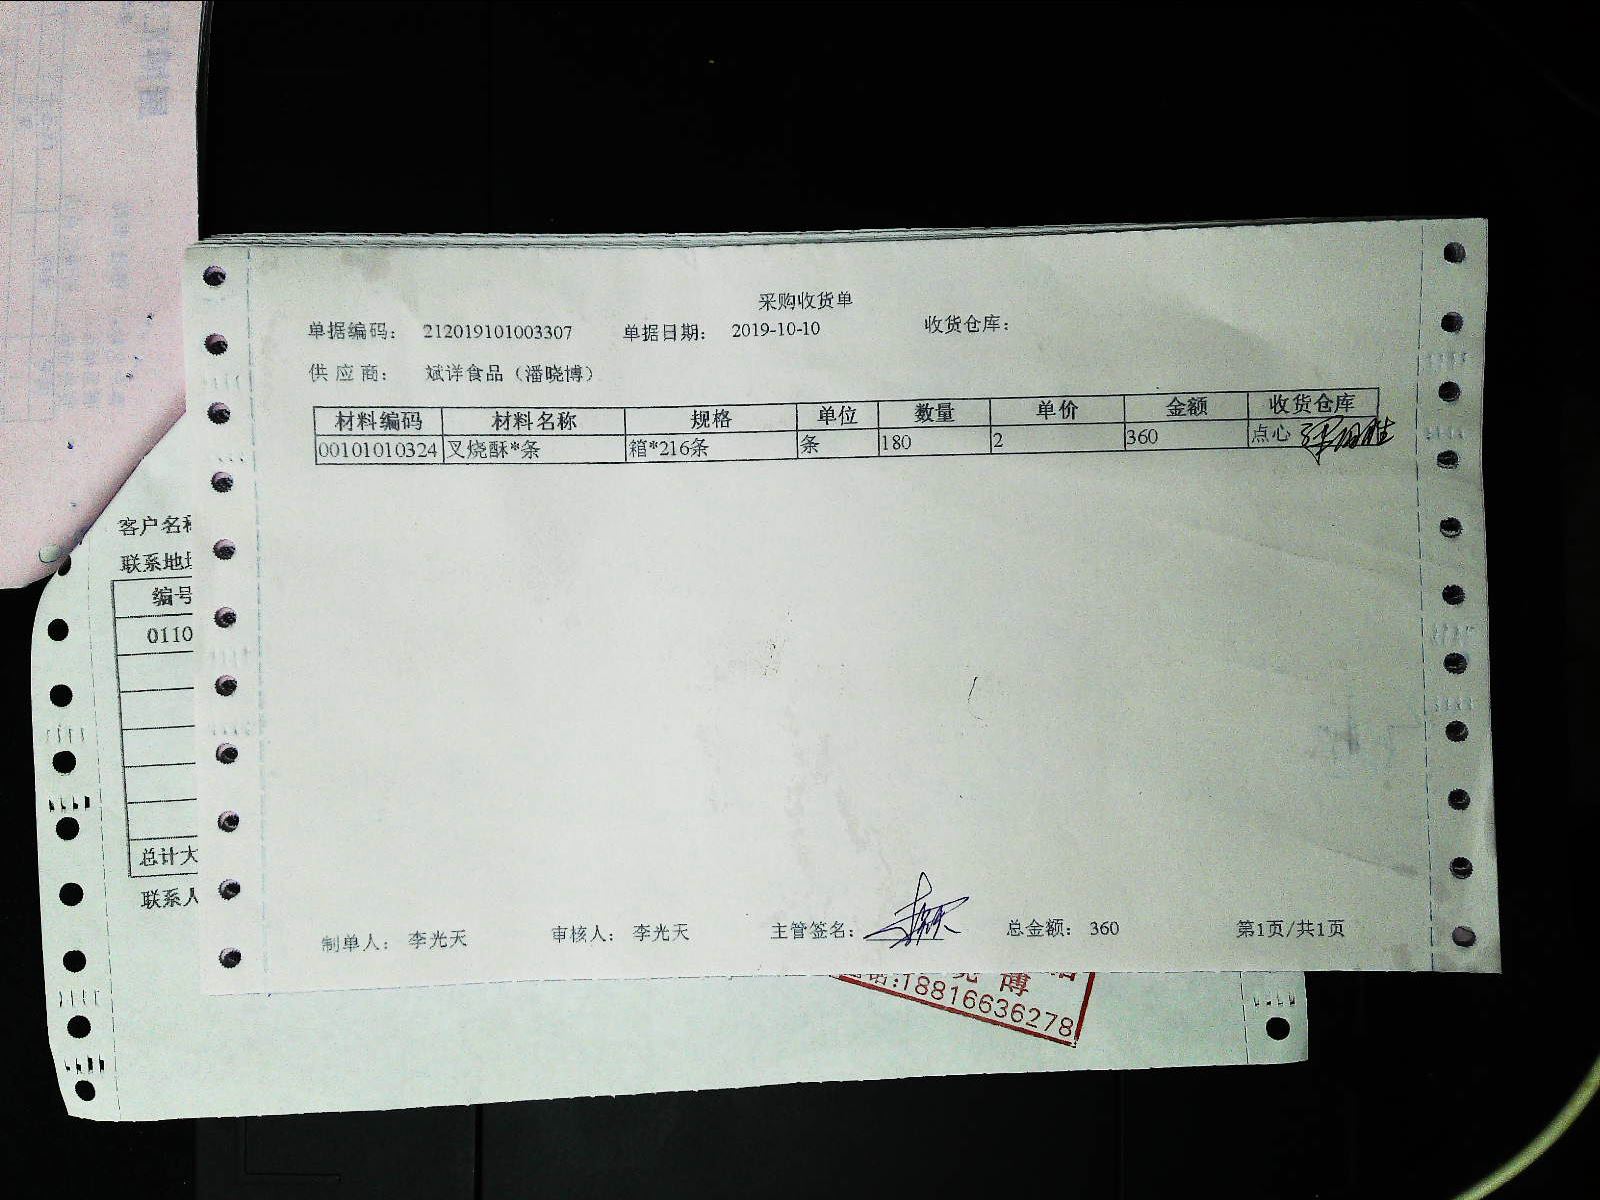 采购收货单
单据编码： 212019101003307 单据日期： 2019-10-10 收货仓库：
供 应 商： 斌详食品（潘晓博）
材料编码 材料名称 规格 单位 数量 单价 金额 收货仓库
00101010324 叉烧酥*条 箱*216条 条 180 2 360 点心
制单人： 李光天 审核人： 李光天 主管签名： 总金额： 360 第1页/共1页
客户名
联系地
编号
0110
总计大
联系人
博
话:18816636278